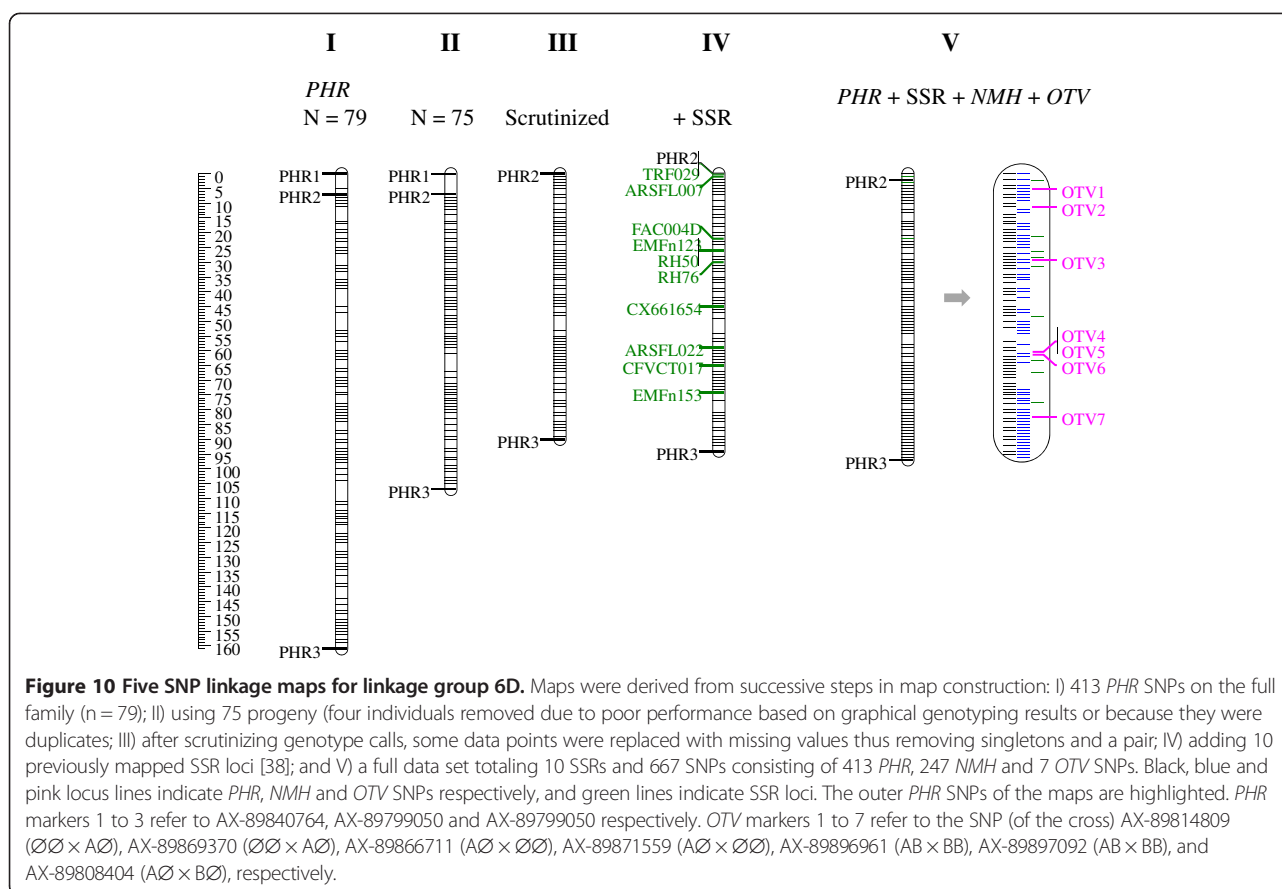 I II III IV V
PHR
N = 79 N = 75 Scrutinized + SSR PHR + SSR + NMH + OTV
0
5
10
15
20
25
30
35
40
45
50
55
60
65
70
75
80
85
90
95
100
105
110
115
120
125
130
135
140
145
150
155
160
PHR1
PHR2
PHR3
PHR1
PHR2
PHR3
PHR2
PHR3
PHR2
TRF029
ARSFL007
FAC004D
EMFn123
RH50
RH76
CX661654
ARSFL022
CFVCT017
EMFn153
PHR3
PHR2
PHR3
OTV1
OTV2
OTV3
OTV4
OTV5
OTV6
OTV7
Figure 10 Five SNP linkage maps for linkage group 6D. Maps were derived from successive steps in map construction: I) 413 PHR SNPs on the full
family (n = 79); II) using 75 progeny (four individuals removed due to poor performance based on graphical genotyping results or because they were
duplicates; III) after scrutinizing genotype calls, some data points were replaced with missing values thus removing singletons and a pair; IV) adding 10
previously mapped SSR loci [38]; and V) a full data set totaling 10 SSRs and 667 SNPs consisting of 413 PHR, 247 NMH and 7 OTV SNPs. Black, blue and
pink locus lines indicate PHR, NMH and OTV SNPs respectively, and green lines indicate SSR loci. The outer PHR SNPs of the maps are highlighted. PHR
markers 1 to 3 refer to AX-89840764, AX-89799050 and AX-89799050 respectively. OTV markers 1 to 7 refer to the SNP (of the cross) AX-89814809
(ØØ × AØ), AX-89869370 (ØØ × AØ), AX-89866711 (AØ × ØØ), AX-89871559 (AØ × ØØ), AX-89896961 (AB × BB), AX-89897092 (AB × BB), and
AX-89808404 (AØ × BØ), respectively.